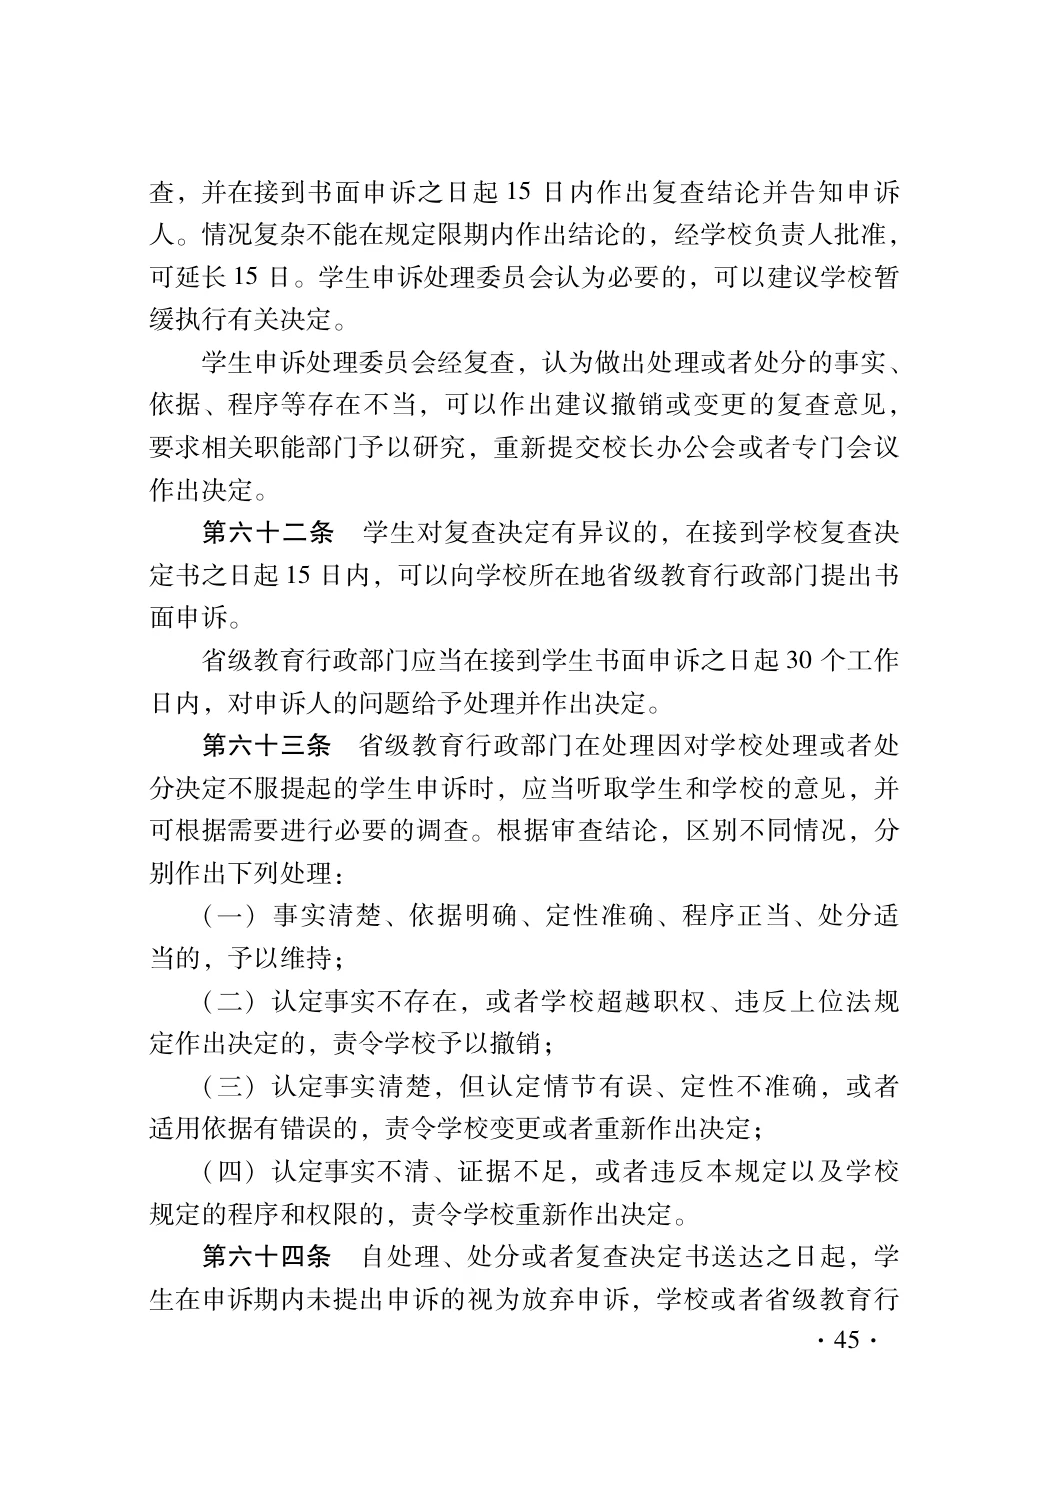 查，并在接到书面申诉之日起 15 日内作出复查结论并告知申诉
人。情况复杂不能在规定限期内作出结论的，经学校负责人批准，
可延长 15 日。学生申诉处理委员会认为必要的，可以建议学校暂
缓执行有关决定。
学生申诉处理委员会经复查，认为做出处理或者处分的事实、
依据、程序等存在不当，可以作出建议撤销或变更的复查意见，
要求相关职能部门予以研究，重新提交校长办公会或者专门会议
作出决定。
第六十二条　学生对复查决定有异议的，在接到学校复查决
定书之日起 15 日内，可以向学校所在地省级教育行政部门提出书
面申诉。
省级教育行政部门应当在接到学生书面申诉之日起 30 个工作
日内，对申诉人的问题给予处理并作出决定。
第六十三条　省级教育行政部门在处理因对学校处理或者处
分决定不服提起的学生申诉时，应当听取学生和学校的意见，并
可根据需要进行必要的调查。根据审查结论，区别不同情况，分
别作出下列处理：
（一）事实清楚、依据明确、定性准确、程序正当、处分适
当的，予以维持；
（二）认定事实不存在，或者学校超越职权、违反上位法规
定作出决定的，责令学校予以撤销；
（三）认定事实清楚，但认定情节有误、定性不准确，或者
适用依据有错误的，责令学校变更或者重新作出决定；
（四）认定事实不清、证据不足，或者违反本规定以及学校
规定的程序和权限的，责令学校重新作出决定。
第六十四条　自处理、处分或者复查决定书送达之日起，学
生在申诉期内未提出申诉的视为放弃申诉，学校或者省级教育行
· 45 ·